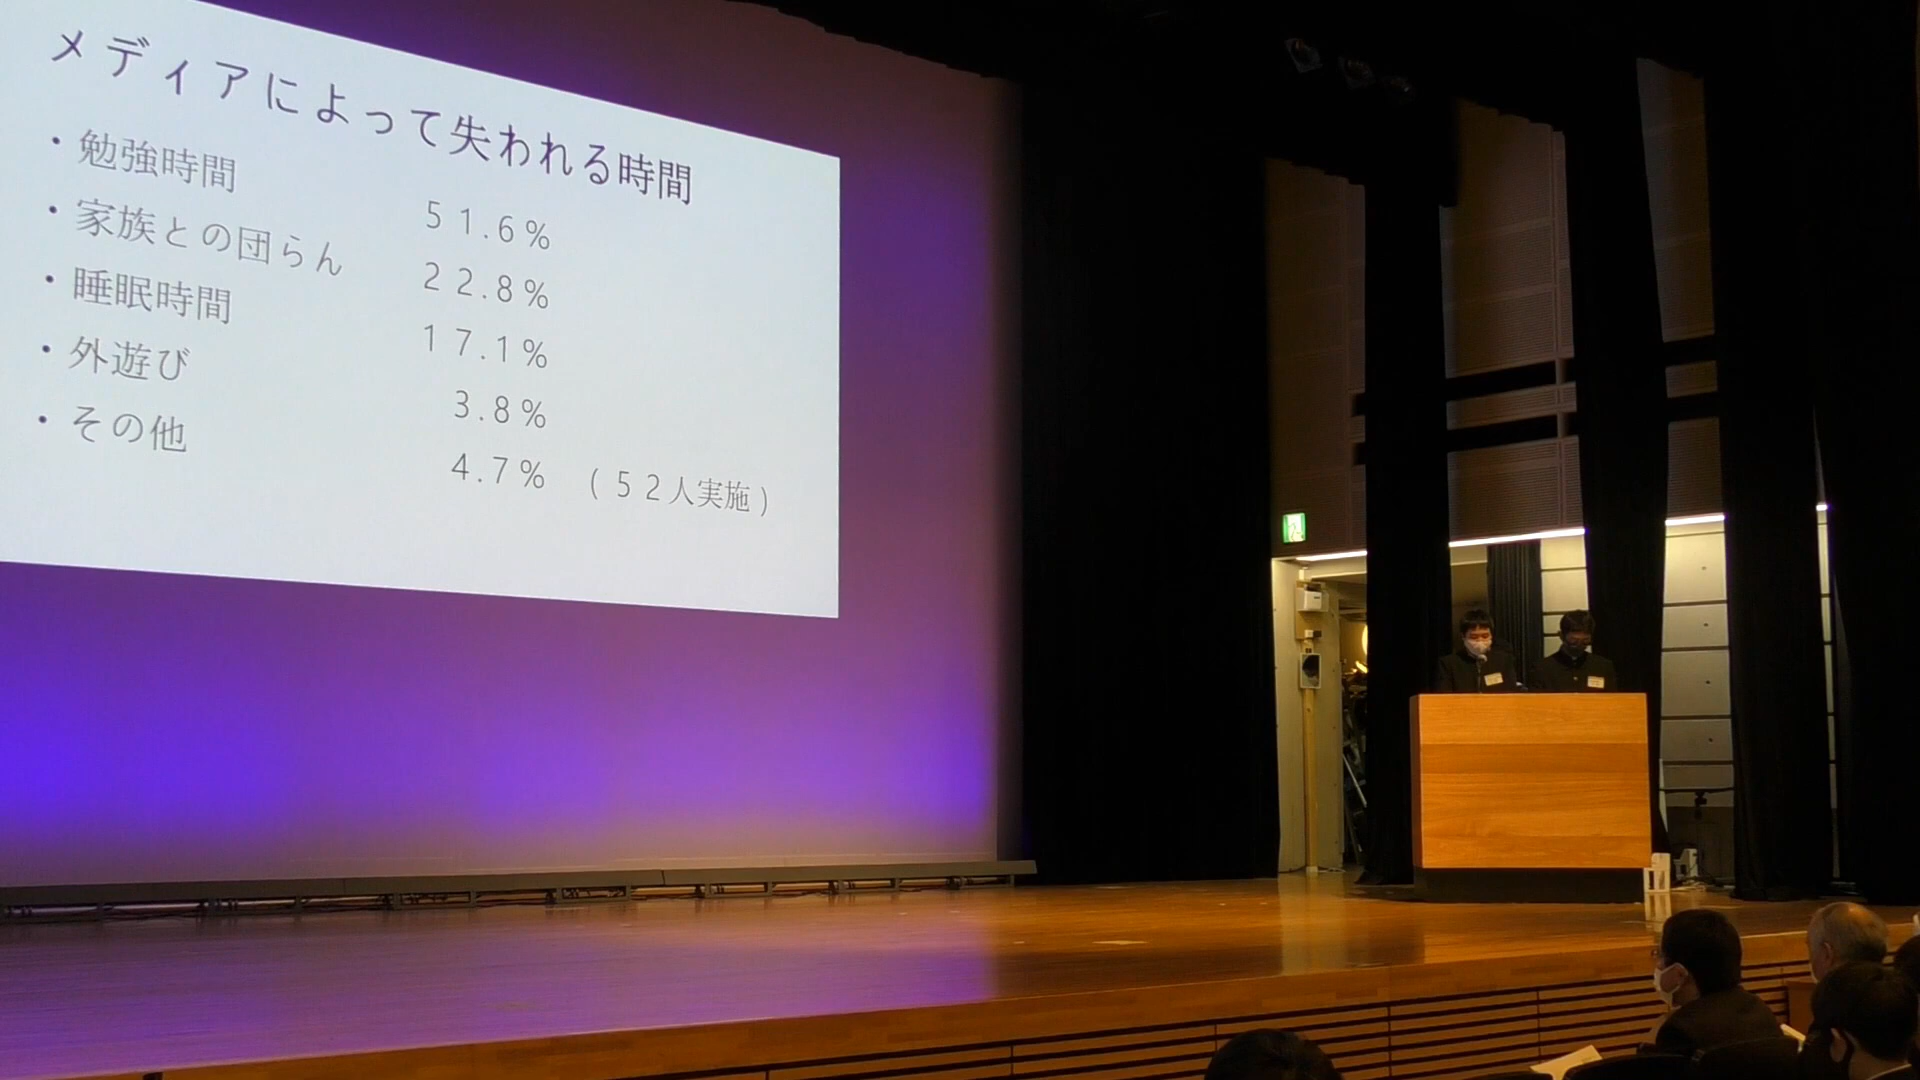 メディアによって失われる時間
・勉強時間 51.6%
・家族との団らん 22.8%
・睡眠時間 17.1%
・外遊び 3.8%
・その他 4.7% (52人実施)